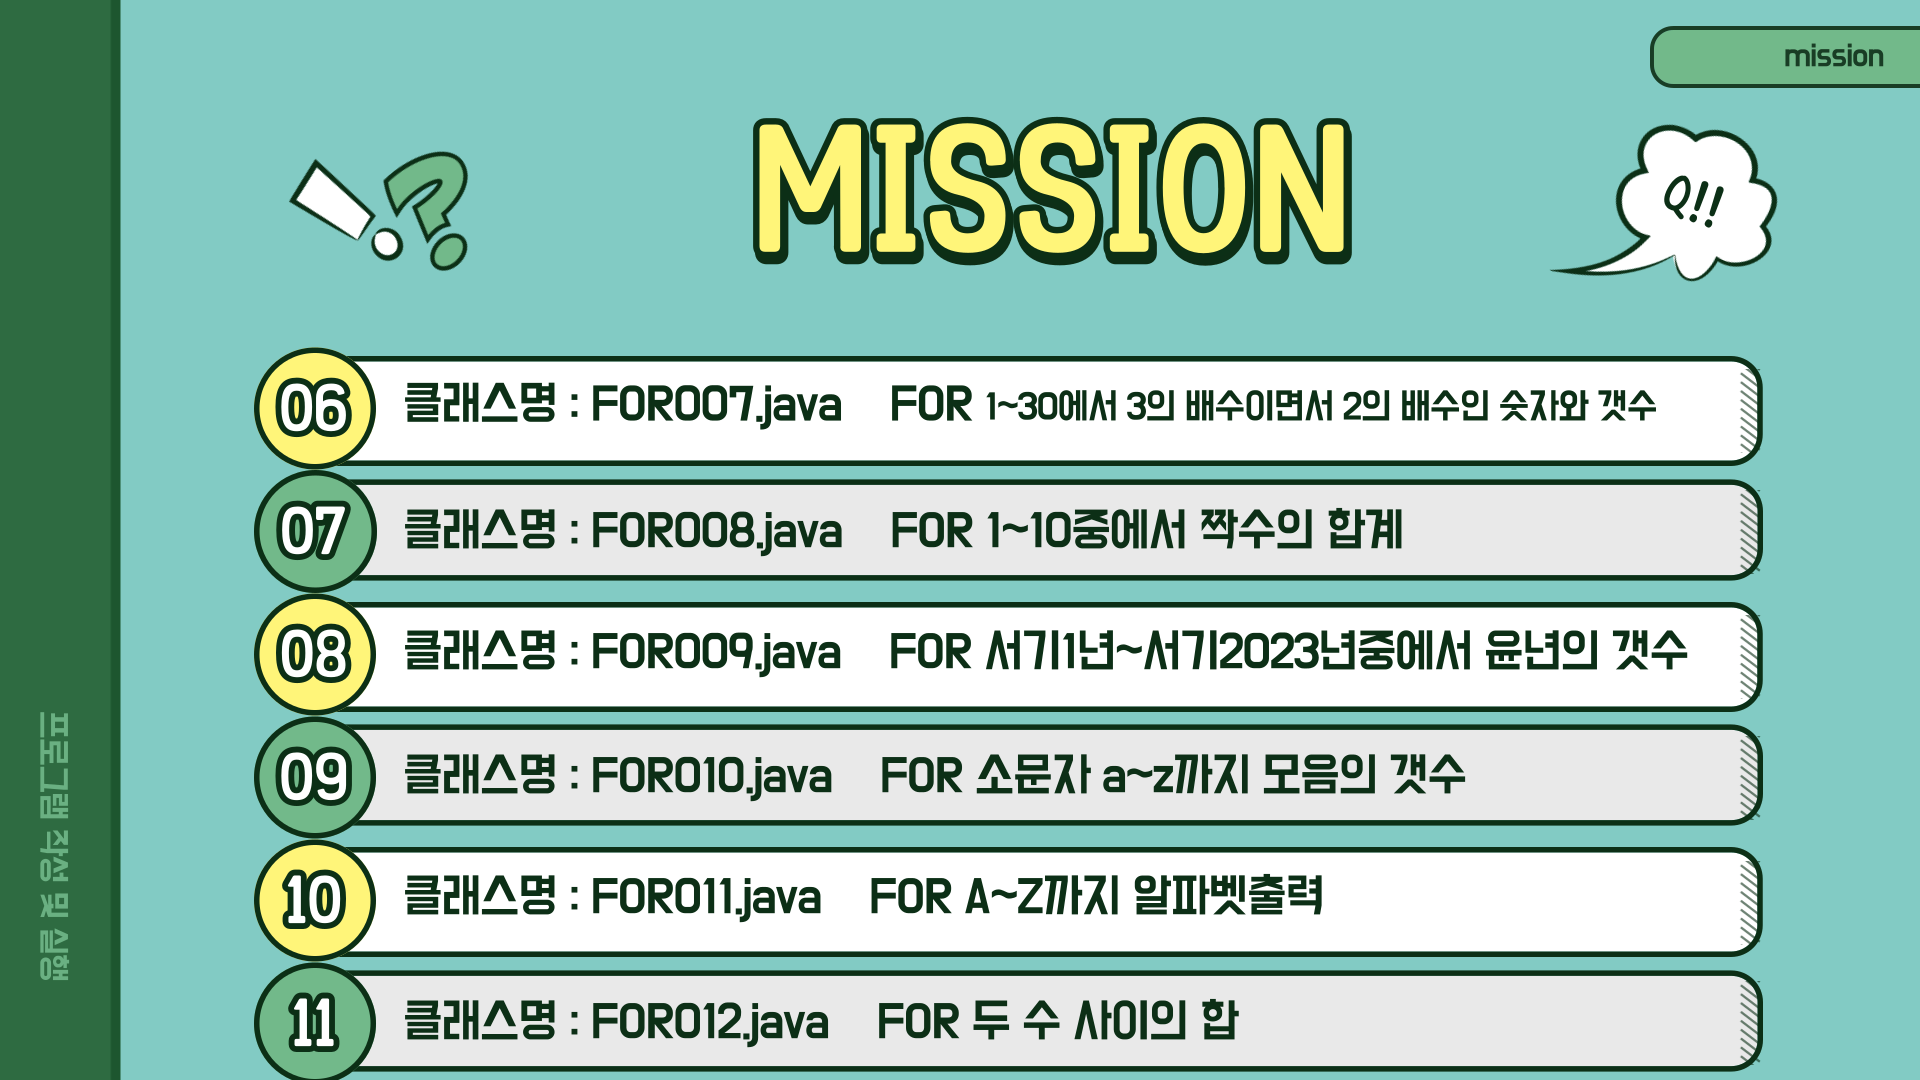 mission
MISSION
!?
Q!!
06 클래스명 : FOR007.java FOR 1~30에서 3의 배수이면서 2의 배수인 숫자와 갯수
07 클래스명 : FOR008.java FOR 1~10중에서 짝수의 합계
08 클래스명 : FOR009.java FOR 서기1년~서기2023년중에서 윤년의 갯수
09 클래스명 : FOR010.java FOR 소문자 a~z까지 모음의 갯수
10 클래스명 : FOR011.java FOR A~Z까지 알파벳출력
11 클래스명 : FOR012.java FOR 두 수 사이의 합
프로그램 작성 및 실행